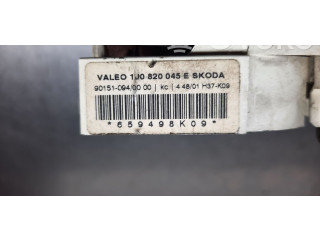 VALEO 1J0 820 045 E SKODA
90151-094/00 00 | kc | 4 48/01 H37-K09
*659498K09*